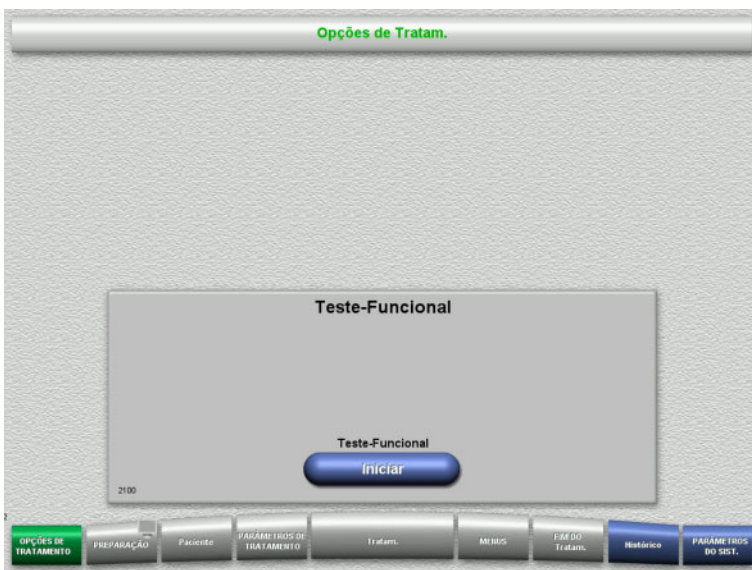 Opções de Tratam.
Teste-Funcional
Teste-Funcional
Iniciar
2100
2
OPÇÕES DE
TRATAMENTO
PREPARAÇÃO
Paciente
PARÂMETROS DE
TRATAMENTO
Tratam.
MENUS
FIM DO
Tratam.
Histórico
PARÂMETROS
DO SIST.